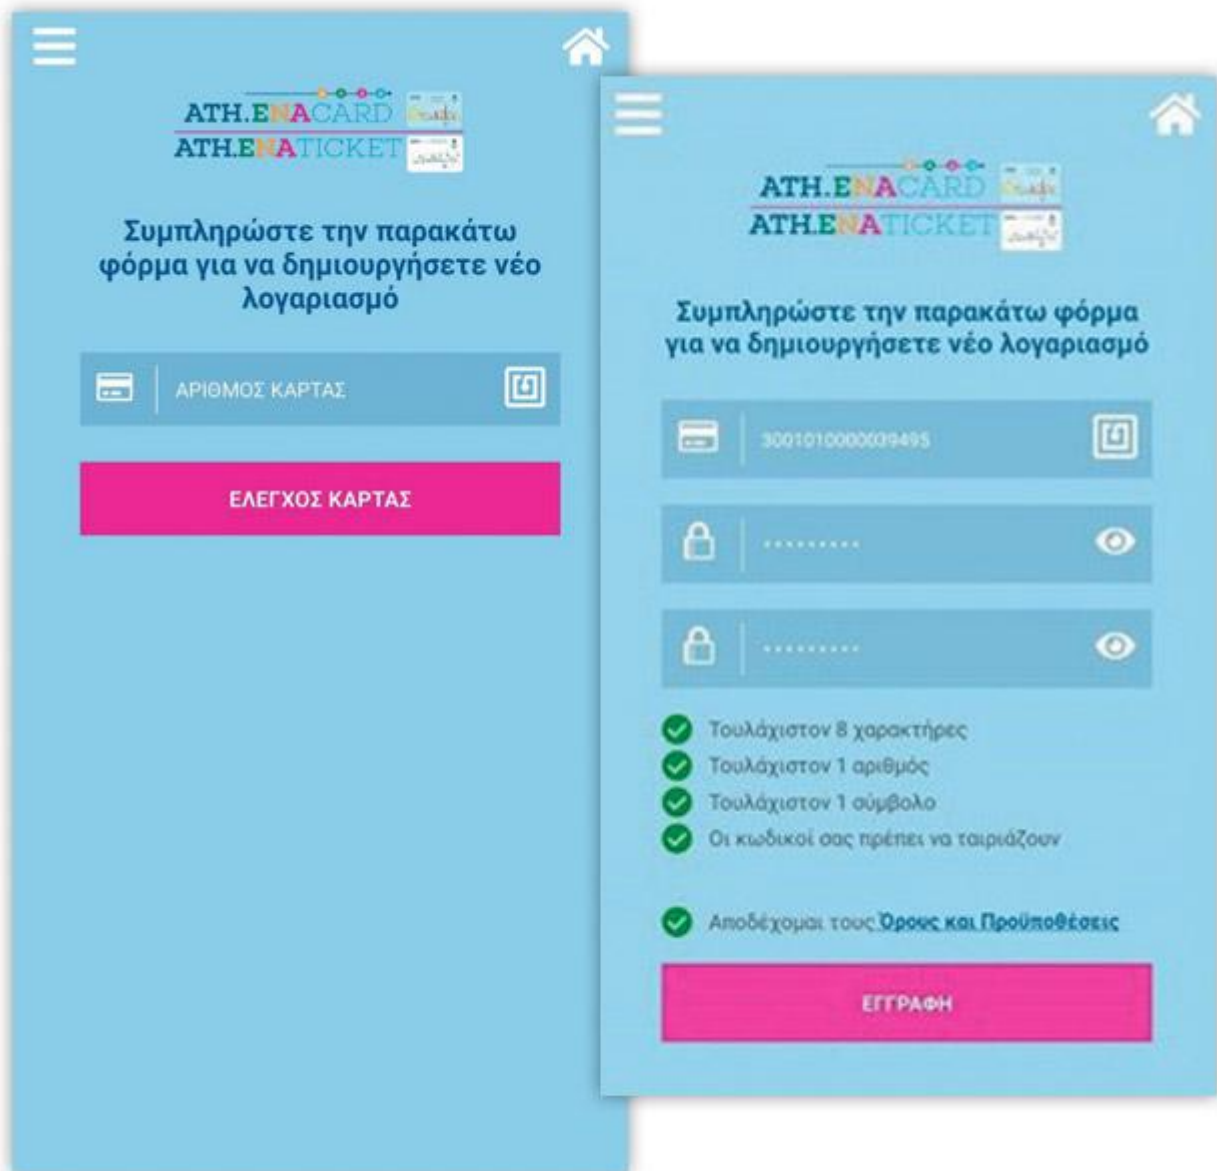 ATH.ENACARD
ATH.ENATICKET
Συμπληρώστε την παρακάτω
φόρμα για να δημιουργήσετε νέο
λογαριασμό
ΑΡΙΘΜΟΣ ΚΑΡΤΑΣ
ΕΛΕΓΧΟΣ ΚΑΡΤΑΣ
ATH.ENACARD
ATH.ENATICKET
Συμπληρώστε την παρακάτω φόρμα
για να δημιουργήσετε νέο λογαριασμό
3001010000039495
Τουλάχιστον 8 χαρακτήρες
Τουλάχιστον 1 αριθμός
Τουλάχιστον 1 σύμβολο
Οι κωδικοί σας πρέπει να ταιριάζουν
Αποδέχομαι τους Όρους και Προϋποθέσεις
ΕΓΓΡΑΦΗ